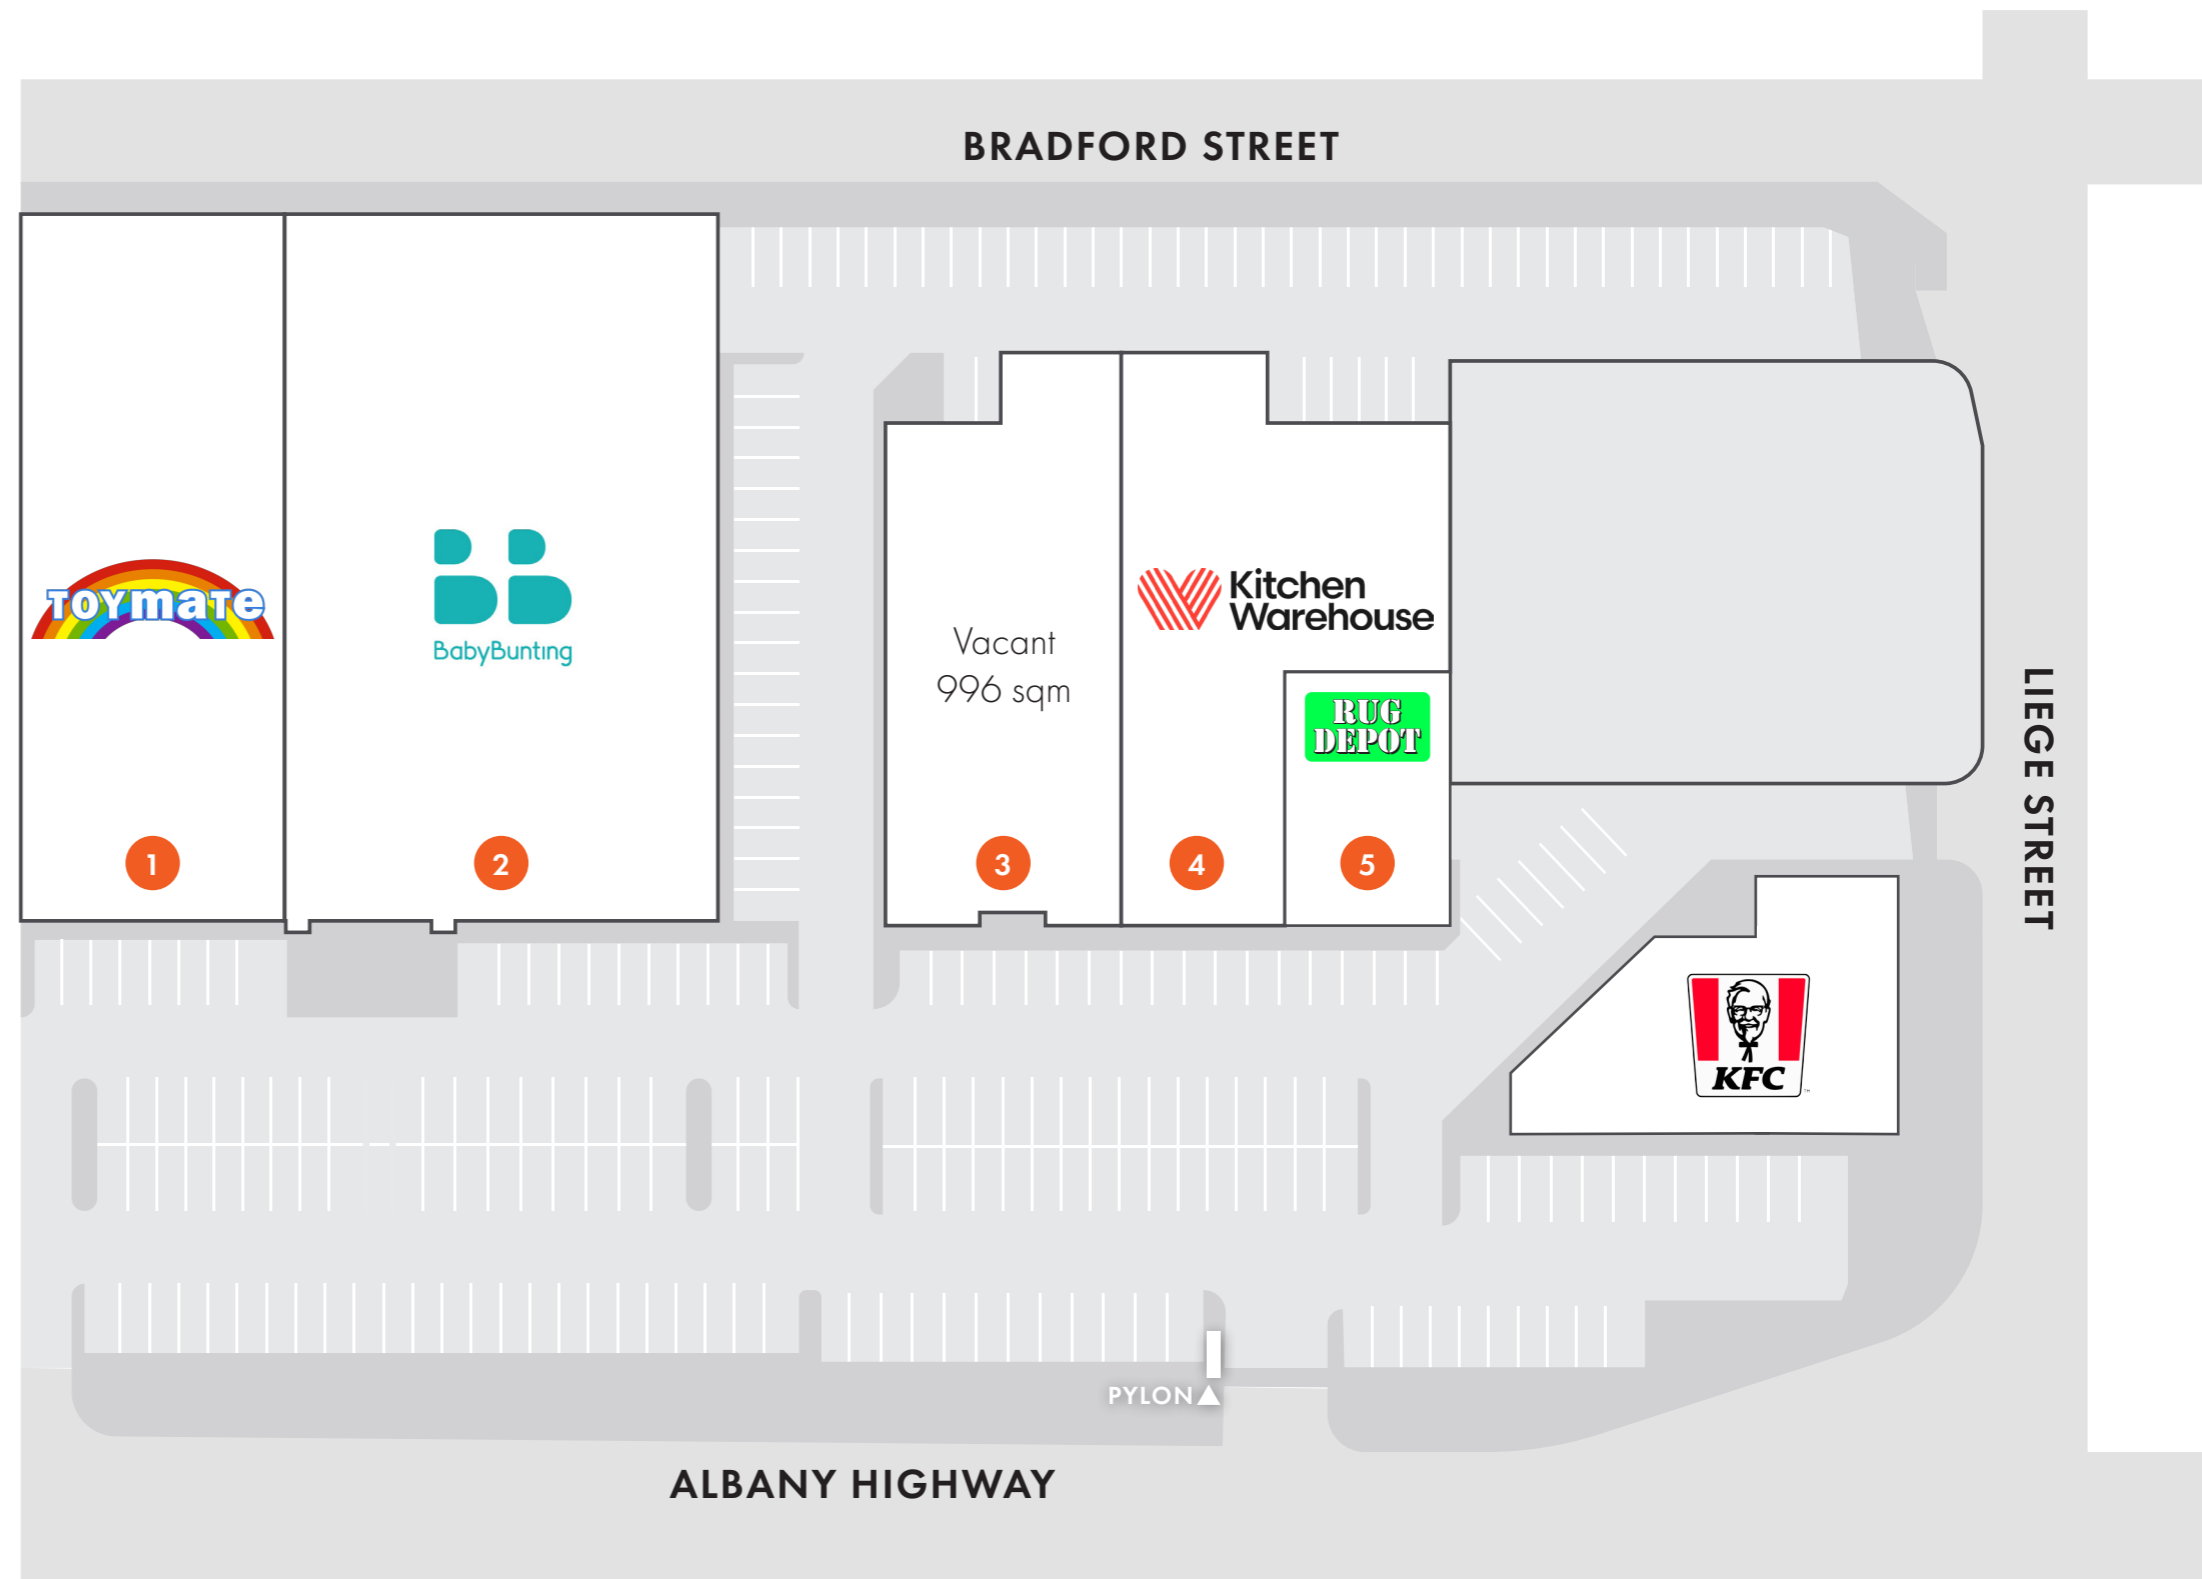 BRADFORD STREET
TOYMATE
BabyBunting
Vacant
996 sqm
Kitchen
Warehouse
RUG
DEPOT
1
2
3
4
5
LIEGE STREET
KFC
™
PYLON
ALBANY HIGHWAY